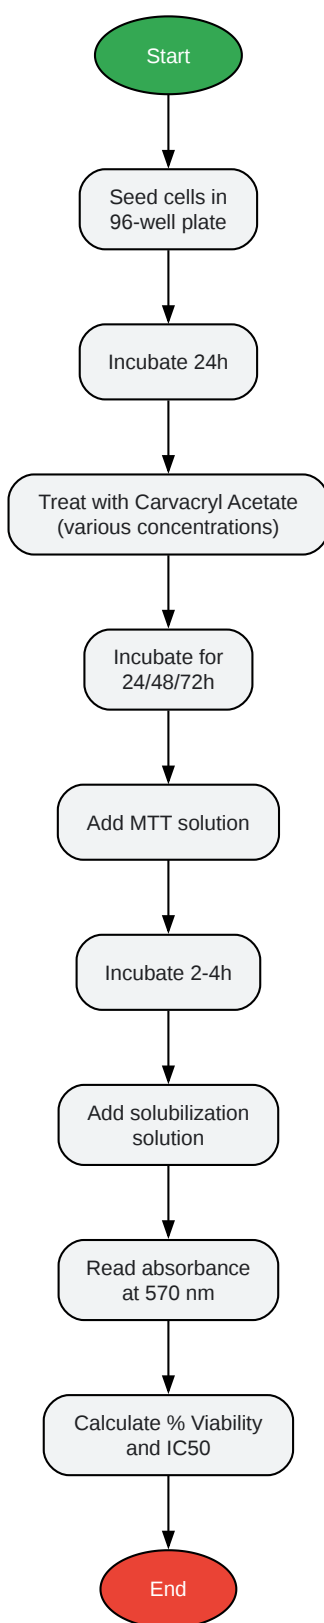 Start
Seed cells in
96-well plate
Incubate 24h
Treat with Carvacryl Acetate
(various concentrations)
Incubate for
24/48/72h
Add MTT solution
Incubate 2-4h
Add solubilization
solution
Read absorbance
at 570 nm
Calculate % Viability
and IC50
End